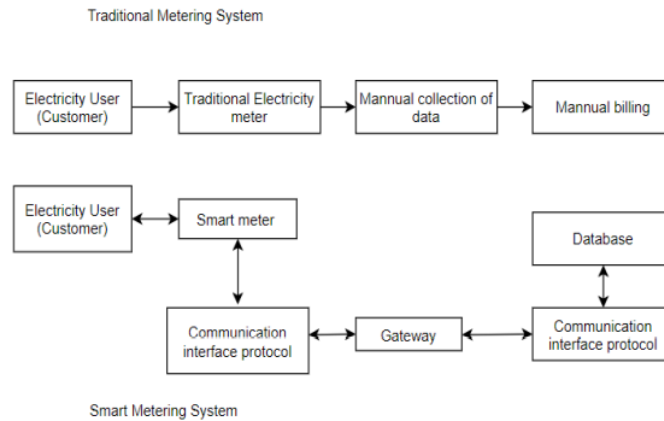 Traditional Metering System
Electricity User
(Customer)
Traditional Electricity
meter
Mannual collection of
data
Mannual billing
Electricity User
(Customer)
Smart meter
Database
Communication
interface protocol
Gateway
Communication
interface protocol
Smart Metering System